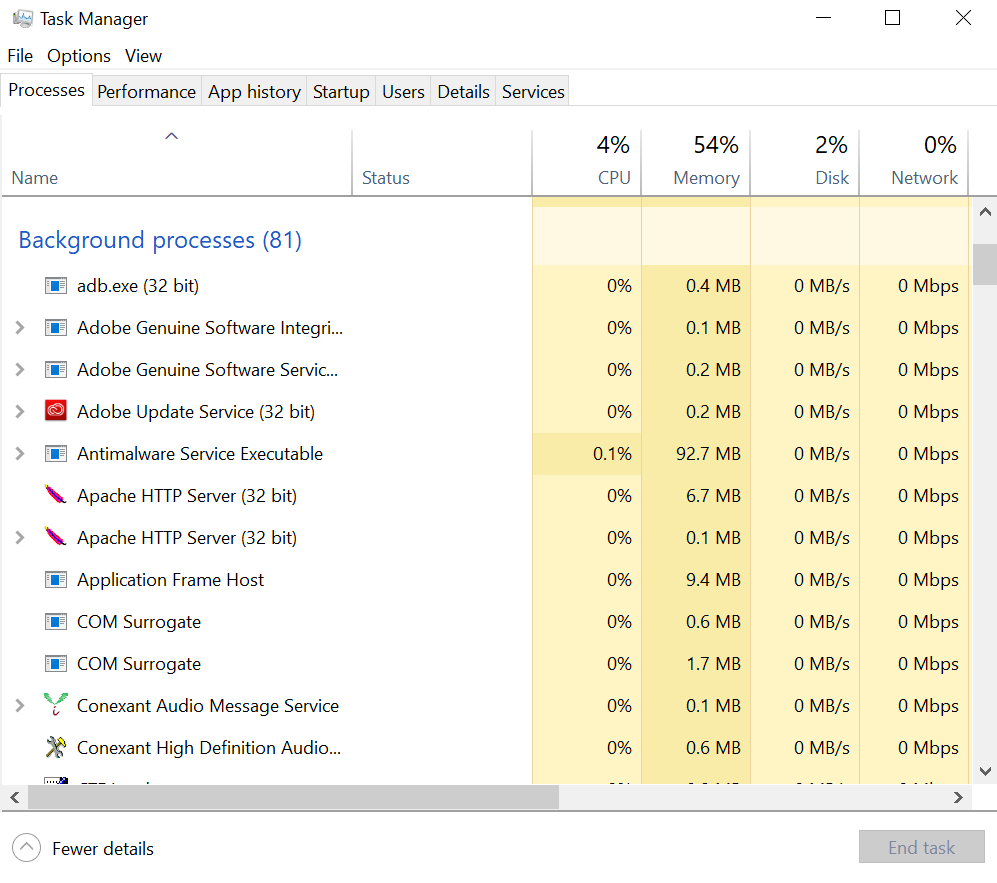 Task Manager
File Options View
Processes Performance App history Startup Users Details Services
4% 54% 2% 0%
Name Status CPU Memory Disk Network
Background processes (81)
adb.exe (32 bit) 0% 0.4 MB 0 MB/s 0 Mbps
Adobe Genuine Software Integri... 0% 0.1 MB 0 MB/s 0 Mbps
Adobe Genuine Software Servic... 0% 0.2 MB 0 MB/s 0 Mbps
Adobe Update Service (32 bit) 0% 0.2 MB 0 MB/s 0 Mbps
Antimalware Service Executable 0.1% 92.7 MB 0 MB/s 0 Mbps
Apache HTTP Server (32 bit) 0% 6.7 MB 0 MB/s 0 Mbps
Apache HTTP Server (32 bit) 0% 0.1 MB 0 MB/s 0 Mbps
Application Frame Host 0% 9.4 MB 0 MB/s 0 Mbps
COM Surrogate 0% 0.6 MB 0 MB/s 0 Mbps
COM Surrogate 0% 1.7 MB 0 MB/s 0 Mbps
Conexant Audio Message Service 0% 0.1 MB 0 MB/s 0 Mbps
Conexant High Definition Audio... 0% 0.6 MB 0 MB/s 0 Mbps
Fewer details End task